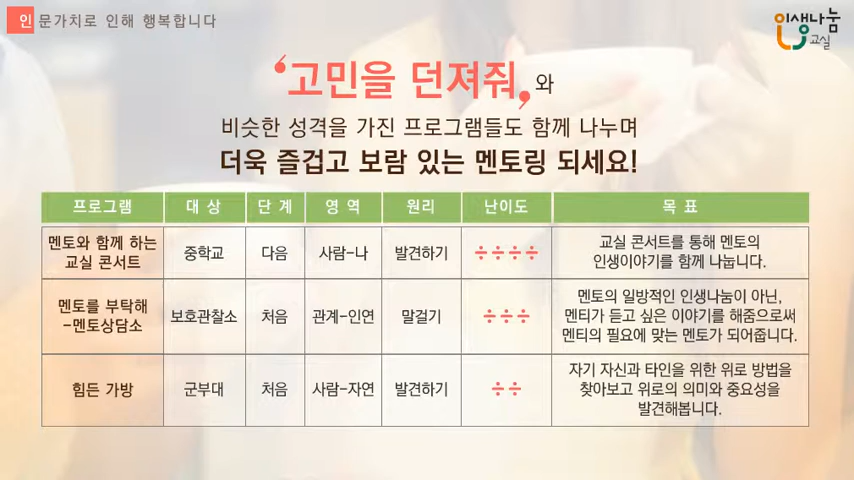 인문가치로 인해 행복합니다
인생나눔
교실
‘고민을 던져줘,와
비슷한 성격을 가진 프로그램들도 함께 나누며
더욱 즐겁고 보람 있는 멘토링 되세요!
프로그램 대 상 단 계 영 역 원리 난이도 목 표
멘토와 함께 하는
교실 콘서트
중학교 다음 사람-나 발견하기 ÷÷÷÷
교실 콘서트를 통해 멘토의
인생이야기를 함께 나눕니다.
멘토를 부탁해
-멘토상담소
보호관찰소 처음 관계-인연 말걸기 ÷÷÷
멘토의 일방적인 인생나눔이 아닌,
멘티가 듣고 싶은 이야기를 해줌으로써
멘티의 필요에 맞는 멘토가 되어줍니다.
힘든 가방 군부대 처음 사람-자연 발견하기 ÷÷
자기 자신과 타인을 위한 위로 방법을
찾아보고 위로의 의미와 중요성을
발견해봅니다.